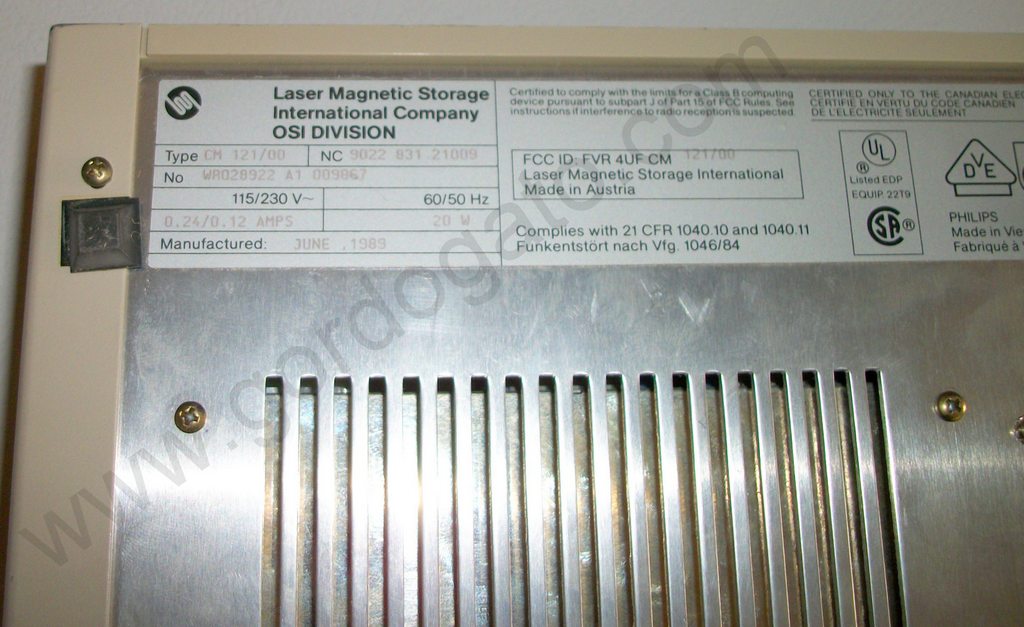 Laser Magnetic Storage
International Company
OSI DIVISION
Type CM 121/00 NC 9022 831 21009
No WR028922 A1 009867
115/230 V~ 60/50 Hz
0.24/0.12 AMPS 20 W
Manufactured: JUNE ,1989
Certified to comply with the limits for a Class B computing
device pursuant to subpart J of Part 15 of FCC Rules. See
instructions if interference to radio reception is suspected.
FCC ID: FVR 4UF CM 121/00
Laser Magnetic Storage International
Made in Austria
Complies with 21 CFR 1040.10 and 1040.11
Funkentstört nach Vfg. 1046/84
CERTIFIED ONLY TO THE CANADIAN ELEC
CERTIFIE EN VERTU DU CODE CANADIEN
DE L'ELECTRICITE SEULEMENT
UL ®
Listed EDP
EQUIP. 22T9
SA ®
DVE
PHILIPS
Made in Vie
Fabriqué à
www.gordogato.com